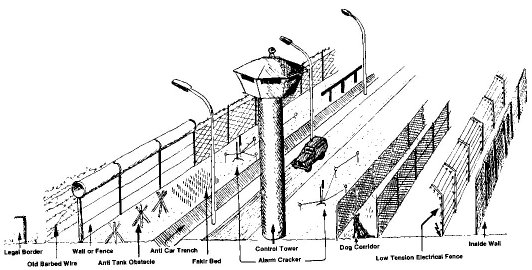 Legal Border
Old Barbed Wire
Wall or Fence
Anti Tank Obstacle
Anti Car Trench
Fakir Bed
Control Tower
Alarm Cracker
Dog Corridor
Low Tension Electrical Fence
Inside Wall